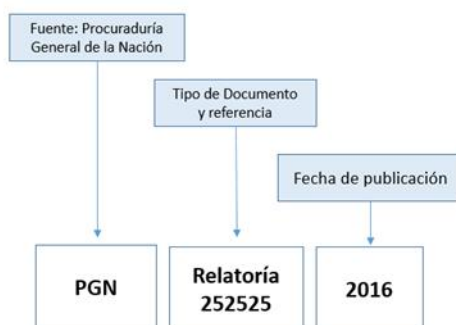 Fuente: Procuraduría
General de la Nación
Tipo de Documento
y referencia
Fecha de publicación
PGN
Relatoría
252525
2016